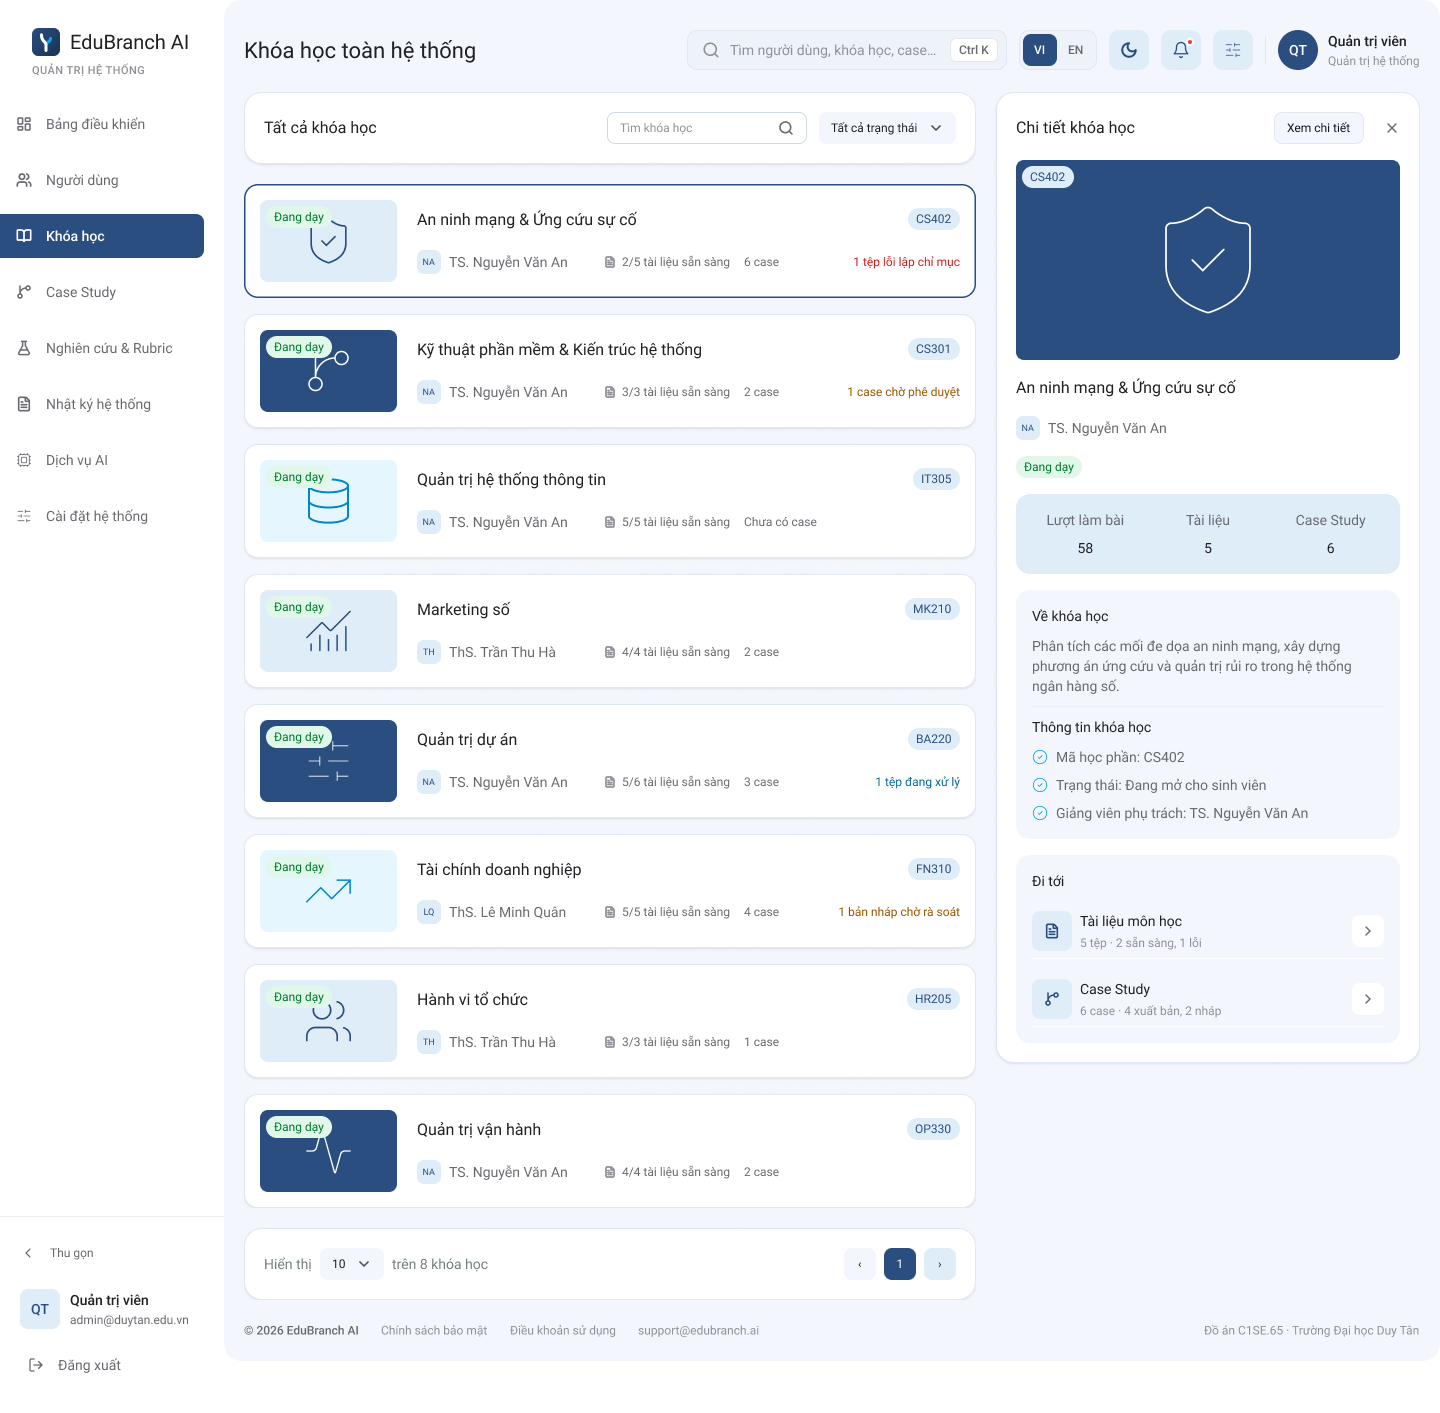 EduBranch AI
QUẢN TRỊ HỆ THỐNG
Bảng điều khiển
Người dùng
Khóa học
Case Study
Nghiên cứu & Rubric
Nhật ký hệ thống
Dịch vụ AI
Cài đặt hệ thống
Thu gọn
QT
Quản trị viên
admin@duytan.edu.vn
Đăng xuất
Khóa học toàn hệ thống
Tìm người dùng, khóa học, case...
Ctrl K
VI
EN
QT
Quản trị viên
Quản trị hệ thống
Tất cả khóa học
Tìm khóa học
Tất cả trạng thái
Đang dạy
An ninh mạng & Ứng cứu sự cố
CS402
NA TS. Nguyễn Văn An
2/5 tài liệu sẵn sàng
6 case
1 tệp lỗi lập chỉ mục
Đang dạy
Kỹ thuật phần mềm & Kiến trúc hệ thống
CS301
NA TS. Nguyễn Văn An
3/3 tài liệu sẵn sàng
2 case
1 case chờ phê duyệt
Đang dạy
Quản trị hệ thống thông tin
IT305
NA TS. Nguyễn Văn An
5/5 tài liệu sẵn sàng
Chưa có case
Đang dạy
Marketing số
MK210
TH ThS. Trần Thu Hà
4/4 tài liệu sẵn sàng
2 case
Đang dạy
Quản trị dự án
BA220
NA TS. Nguyễn Văn An
5/6 tài liệu sẵn sàng
3 case
1 tệp đang xử lý
Đang dạy
Tài chính doanh nghiệp
FN310
LQ ThS. Lê Minh Quân
5/5 tài liệu sẵn sàng
4 case
1 bản nháp chờ rà soát
Đang dạy
Hành vi tổ chức
HR205
TH ThS. Trần Thu Hà
3/3 tài liệu sẵn sàng
1 case
Đang dạy
Quản trị vận hành
OP330
NA TS. Nguyễn Văn An
4/4 tài liệu sẵn sàng
2 case
Hiển thị 10 trên 8 khóa học
‹ 1 ›
Chi tiết khóa học
Xem chi tiết
CS402
An ninh mạng & Ứng cứu sự cố
NA TS. Nguyễn Văn An
Đang dạy
Lượt làm bài
Tài liệu
Case Study
58
5
6
Về khóa học
Phân tích các mối đe dọa an ninh mạng, xây dựng
phương án ứng cứu và quản trị rủi ro trong hệ thống
ngân hàng số.
Thông tin khóa học
Mã học phần: CS402
Trạng thái: Đang mở cho sinh viên
Giảng viên phụ trách: TS. Nguyễn Văn An
Đi tới
Tài liệu môn học
5 tệp · 2 sẵn sàng, 1 lỗi
Case Study
6 case · 4 xuất bản, 2 nháp
© 2026 EduBranch AI
Chính sách bảo mật
Điều khoản sử dụng
support@edubranch.ai
Đồ án C1SE.65 · Trường Đại học Duy Tân